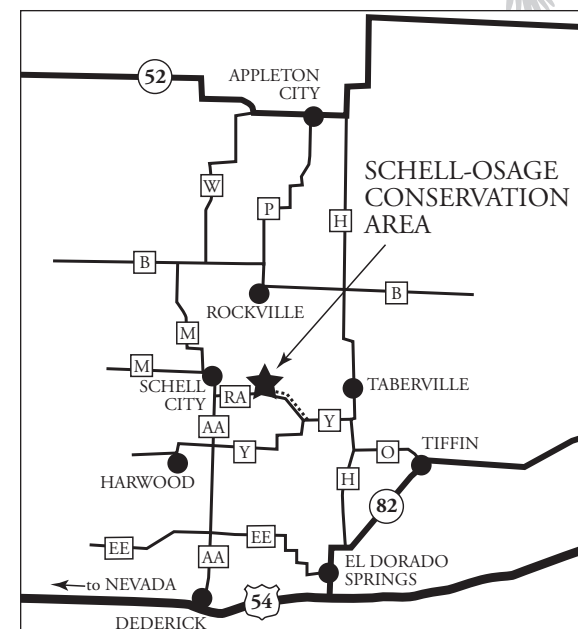 52
APPLETON
CITY
W
P
H
SCHELL-OSAGE
CONSERVATION
AREA
B
B
ROCKVILLE
M
M
SCHELL
CITY
RA
TABERVILLE
AA
Y
Y
O
TIFFIN
HARWOOD
H
82
EE
EE
AA
EL DORADO
SPRINGS
to NEVADA
54
DEDERICK